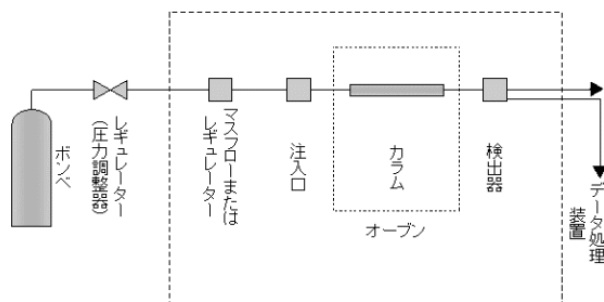 ボンベ
レギュレーター
(圧力調整器)
マスフローまたは
レギュレーター
注入口
カラム
オーブン
検出器
データ処理
装置